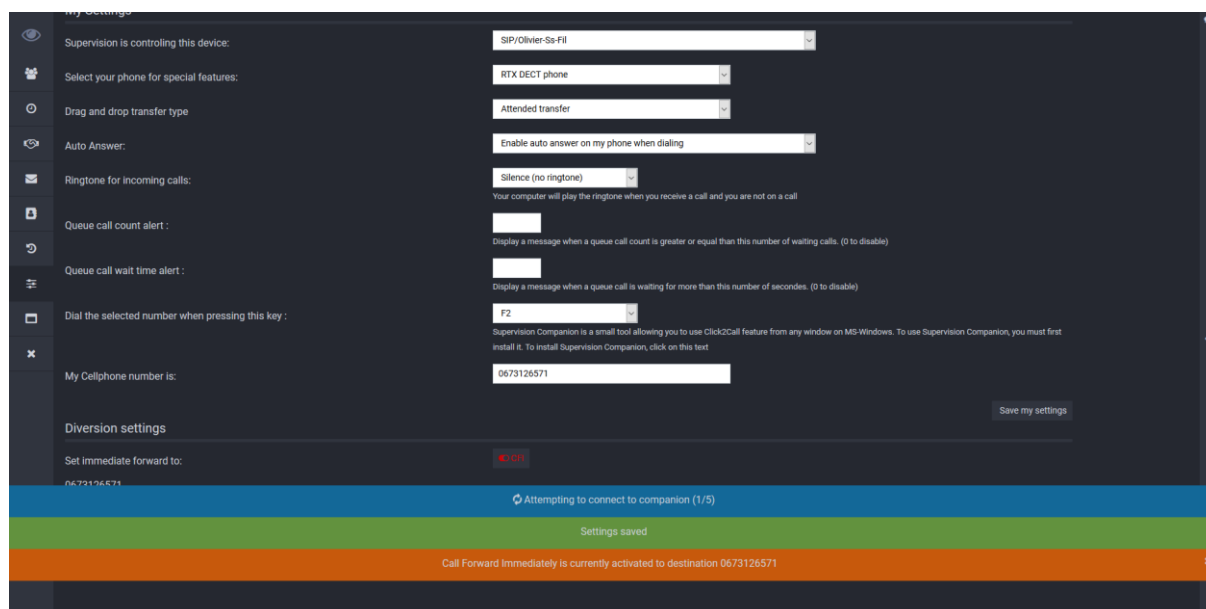 My Settings
Supervision is controling this device:
SIP/Olivier-Ss-Fil
Select your phone for special features:
RTX DECT phone
Drag and drop transfer type
Attended transfer
Auto Answer:
Enable auto answer on my phone when dialing
Ringtone for incoming calls:
Silence (no ringtone)
Your computer will play the ringtone when you receive a call and you are not on a call
Queue call count alert :
Display a message when a queue call count is greater or equal than this number of waiting calls. (0 to disable)
Queue call wait time alert :
Display a message when a queue call is waiting for more than this number of secondes. (0 to disable)
Dial the selected number when pressing this key :
F2
Supervision Companion is a small tool allowing you to use Click2Call feature from any window on MS-Windows. To use Supervision Companion, you must first
install it. To install Supervision Companion, click on this text
My Cellphone number is:
0673126571
Save my settings
Diversion settings
Set immediate forward to:
0673126571
Attempting to connect to companion (1/5)
Settings saved
Call Forward Immediately is currently activated to destination 0673126571